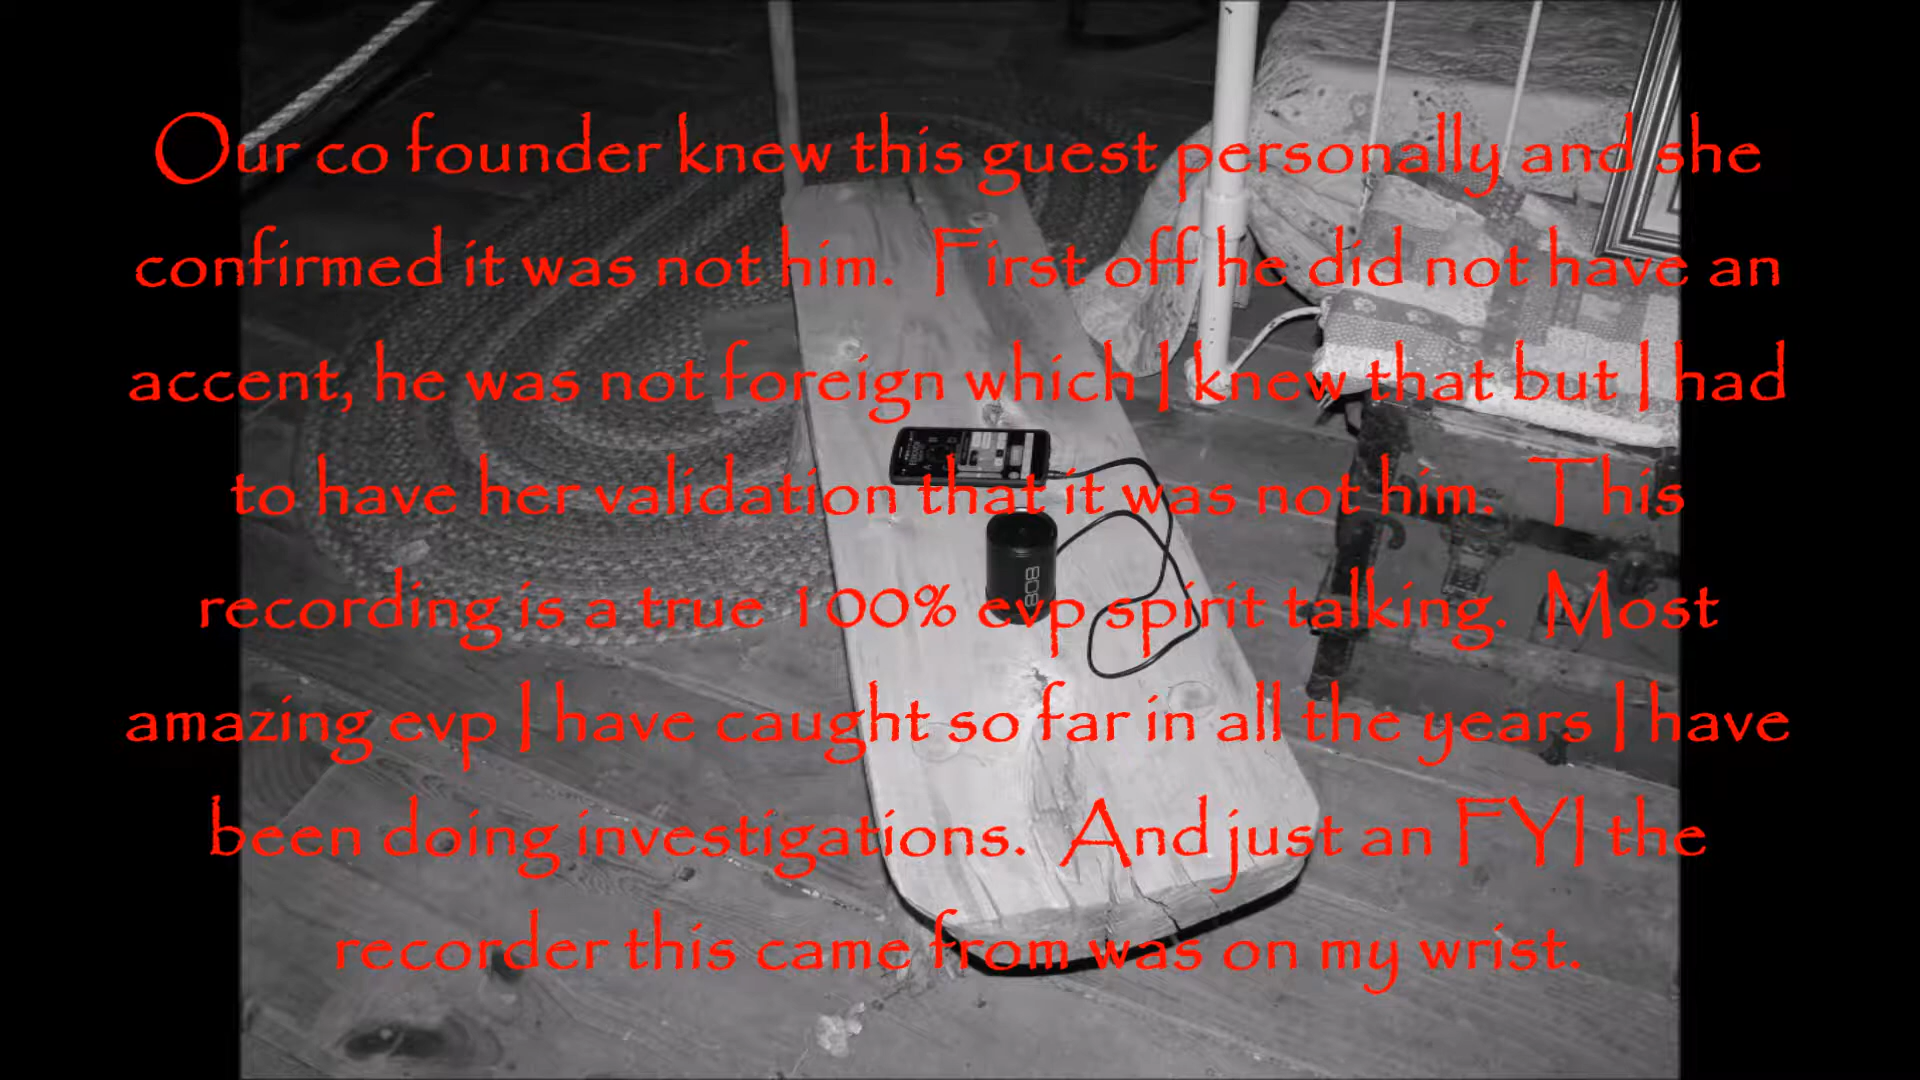 Our co founder knew this guest personally and she
confirmed it was not him. First off he did not have an
accent, he was not foreign which I knew that but I had
to have her validation that it was not him. This
recording is a true 100% evp spirit talking. Most
amazing evp I have caught so far in all the years I have
been doing investigations. And just an FYI the
recorder this came from was on my wrist.
808